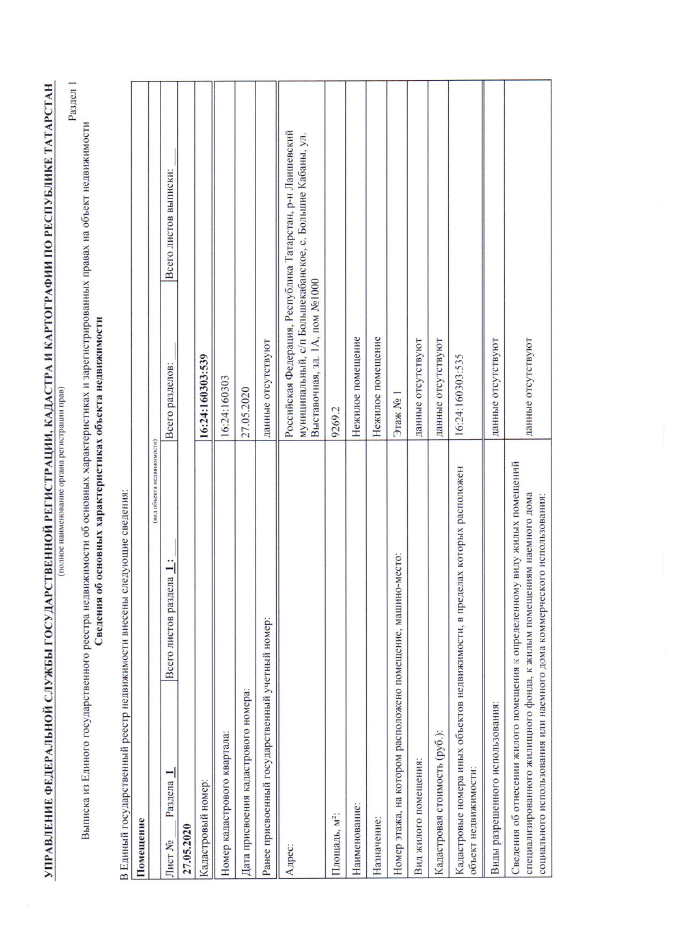 УПРАВЛЕНИЕ ФЕДЕРАЛЬНОЙ СЛУЖБЫ ГОСУДАРСТВЕННОЙ РЕГИСТРАЦИИ, КАДАСТРА И КАРТОГРАФИИ ПО РЕСПУБЛИКЕ ТАТАРСТАН
(полное наименование органа регистрации прав)
Раздел 1
Выписка из Единого государственного реестра недвижимости об основных характеристиках и зарегистрированных правах на объект недвижимости
Сведения об основных характеристиках объекта недвижимости
В Единый государственный реестр недвижимости внесены следующие сведения:
Помещение
(вид объекта недвижимости)
Лист № ___ Раздела 1 Всего листов раздела 1 : ___ Всего разделов: ___ Всего листов выписки: ___
27.05.2020
Кадастровый номер: 16:24:160303:539
Номер кадастрового квартала: 16:24:160303
Дата присвоения кадастрового номера: 27.05.2020
Ранее присвоенный государственный учетный номер: данные отсутствуют
Адрес: Российская Федерация, Республика Татарстан, р-н Лаишевский
муниципальный, с/п Большекабанское, с. Большие Кабаны, ул.
Выставочная, зд. 1А, пом №1000
Площадь, м²: 9269.2
Наименование: Нежилое помещение
Назначение: Нежилое помещение
Номер этажа, на котором расположено помещение, машино-место: Этаж № 1
Вид жилого помещения: данные отсутствуют
Кадастровая стоимость (руб.): данные отсутствуют
Кадастровые номера иных объектов недвижимости, в пределах которых расположен 16:24:160303:535
объект недвижимости:
Виды разрешенного использования: данные отсутствуют
Сведения об отнесении жилого помещения к определенному виду жилых помещений
специализированного жилищного фонда, к жилым помещениям наемного дома данные отсутствуют
социального использования или наемного дома коммерческого использования: